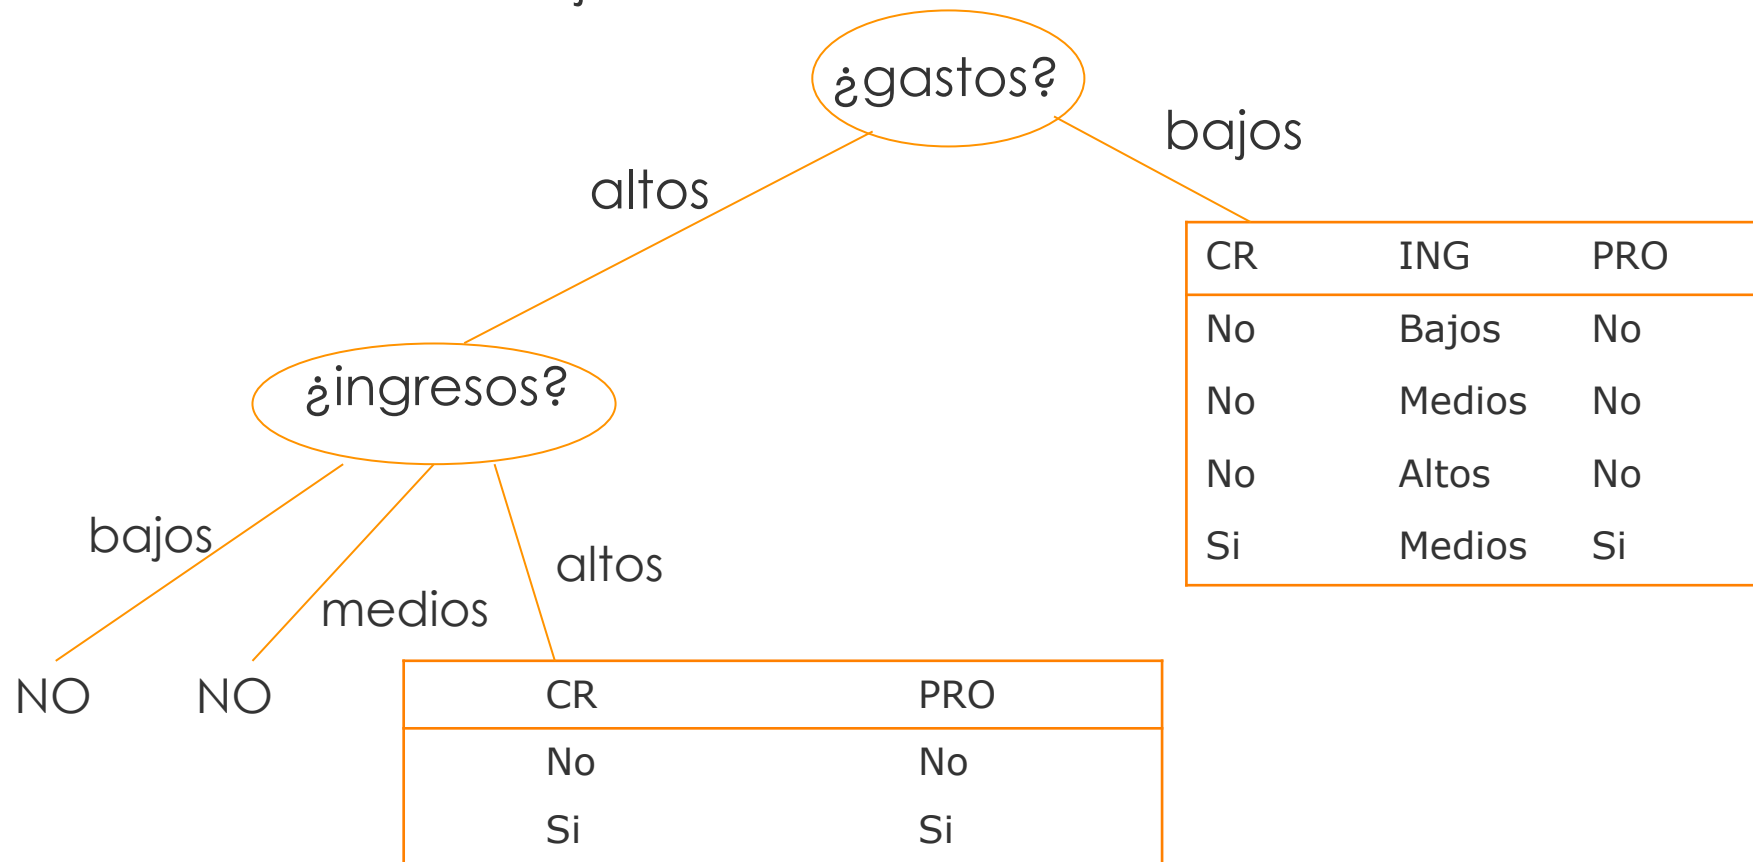 ¿gastos?
bajos
altos
CR ING PRO
No Bajos No
No Medios No
No Altos No
Si Medios Si
¿ingresos?
bajos
medios
altos
NO NO
CR PRO
No No
Si Si